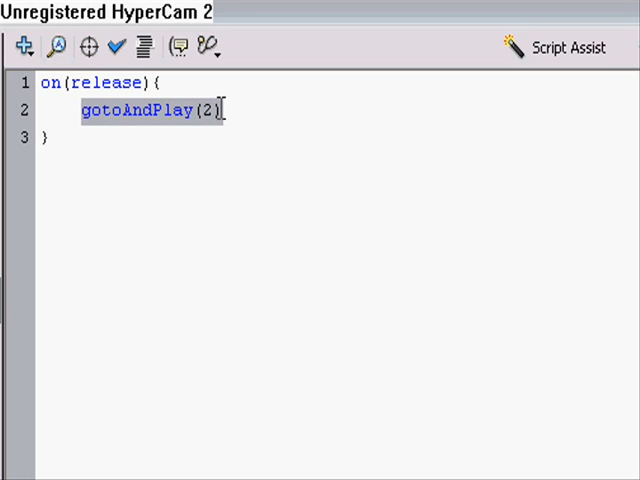 Unregistered HyperCam 2
Script Assist
1 on(release){
2 gotoAndPlay(2)
3 }